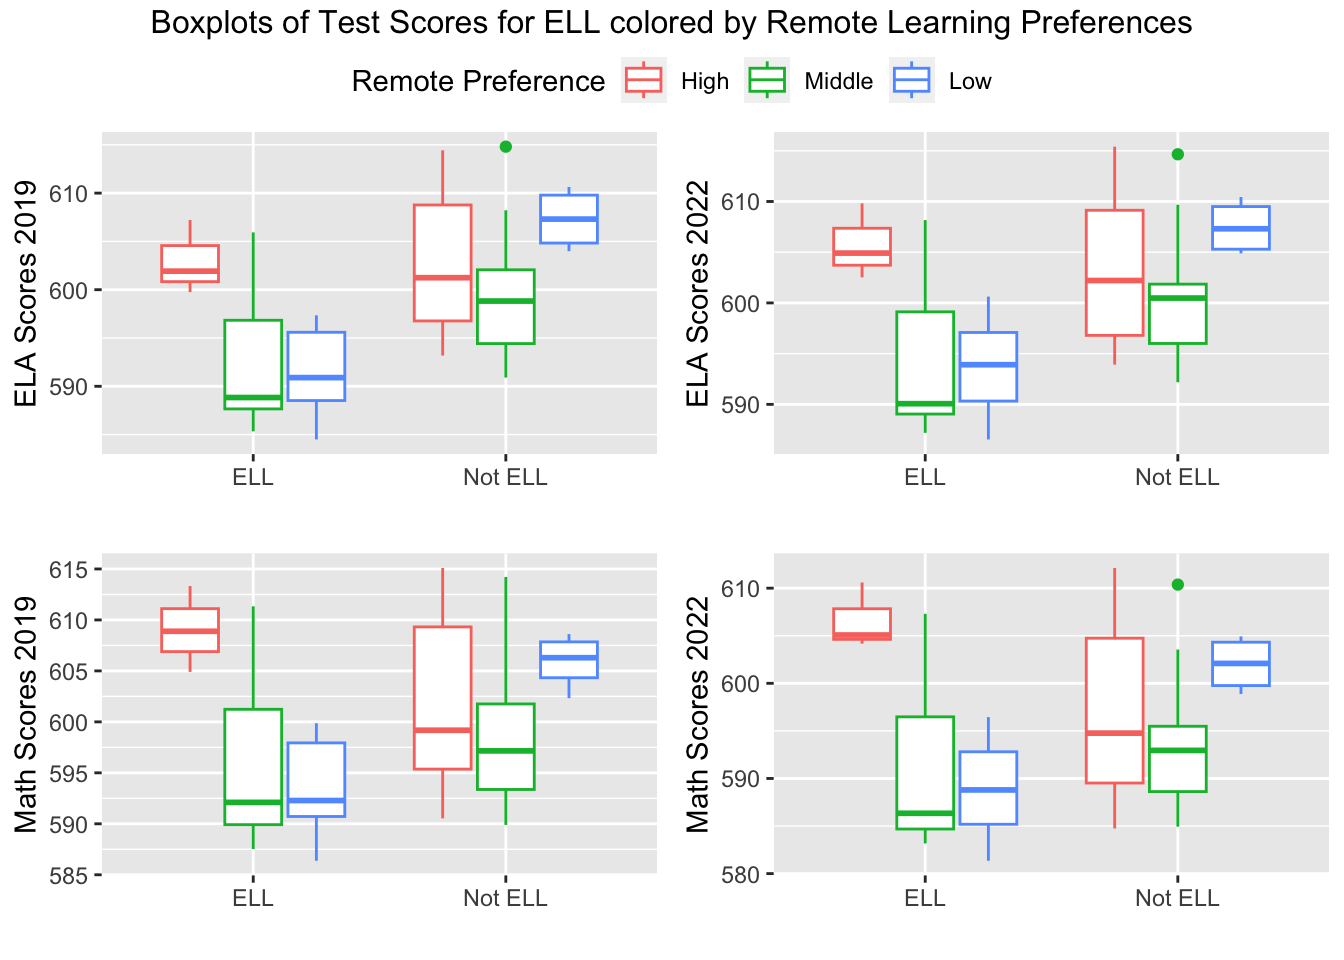 Boxplots of Test Scores for ELL colored by Remote Learning Preferences
Remote Preference High Middle Low
ELA Scores 2019
610
600
590
ELL Not ELL
ELA Scores 2022
610
600
590
ELL Not ELL
Math Scores 2019
615
610
605
600
595
590
585
ELL Not ELL
Math Scores 2022
610
600
590
580
ELL Not ELL